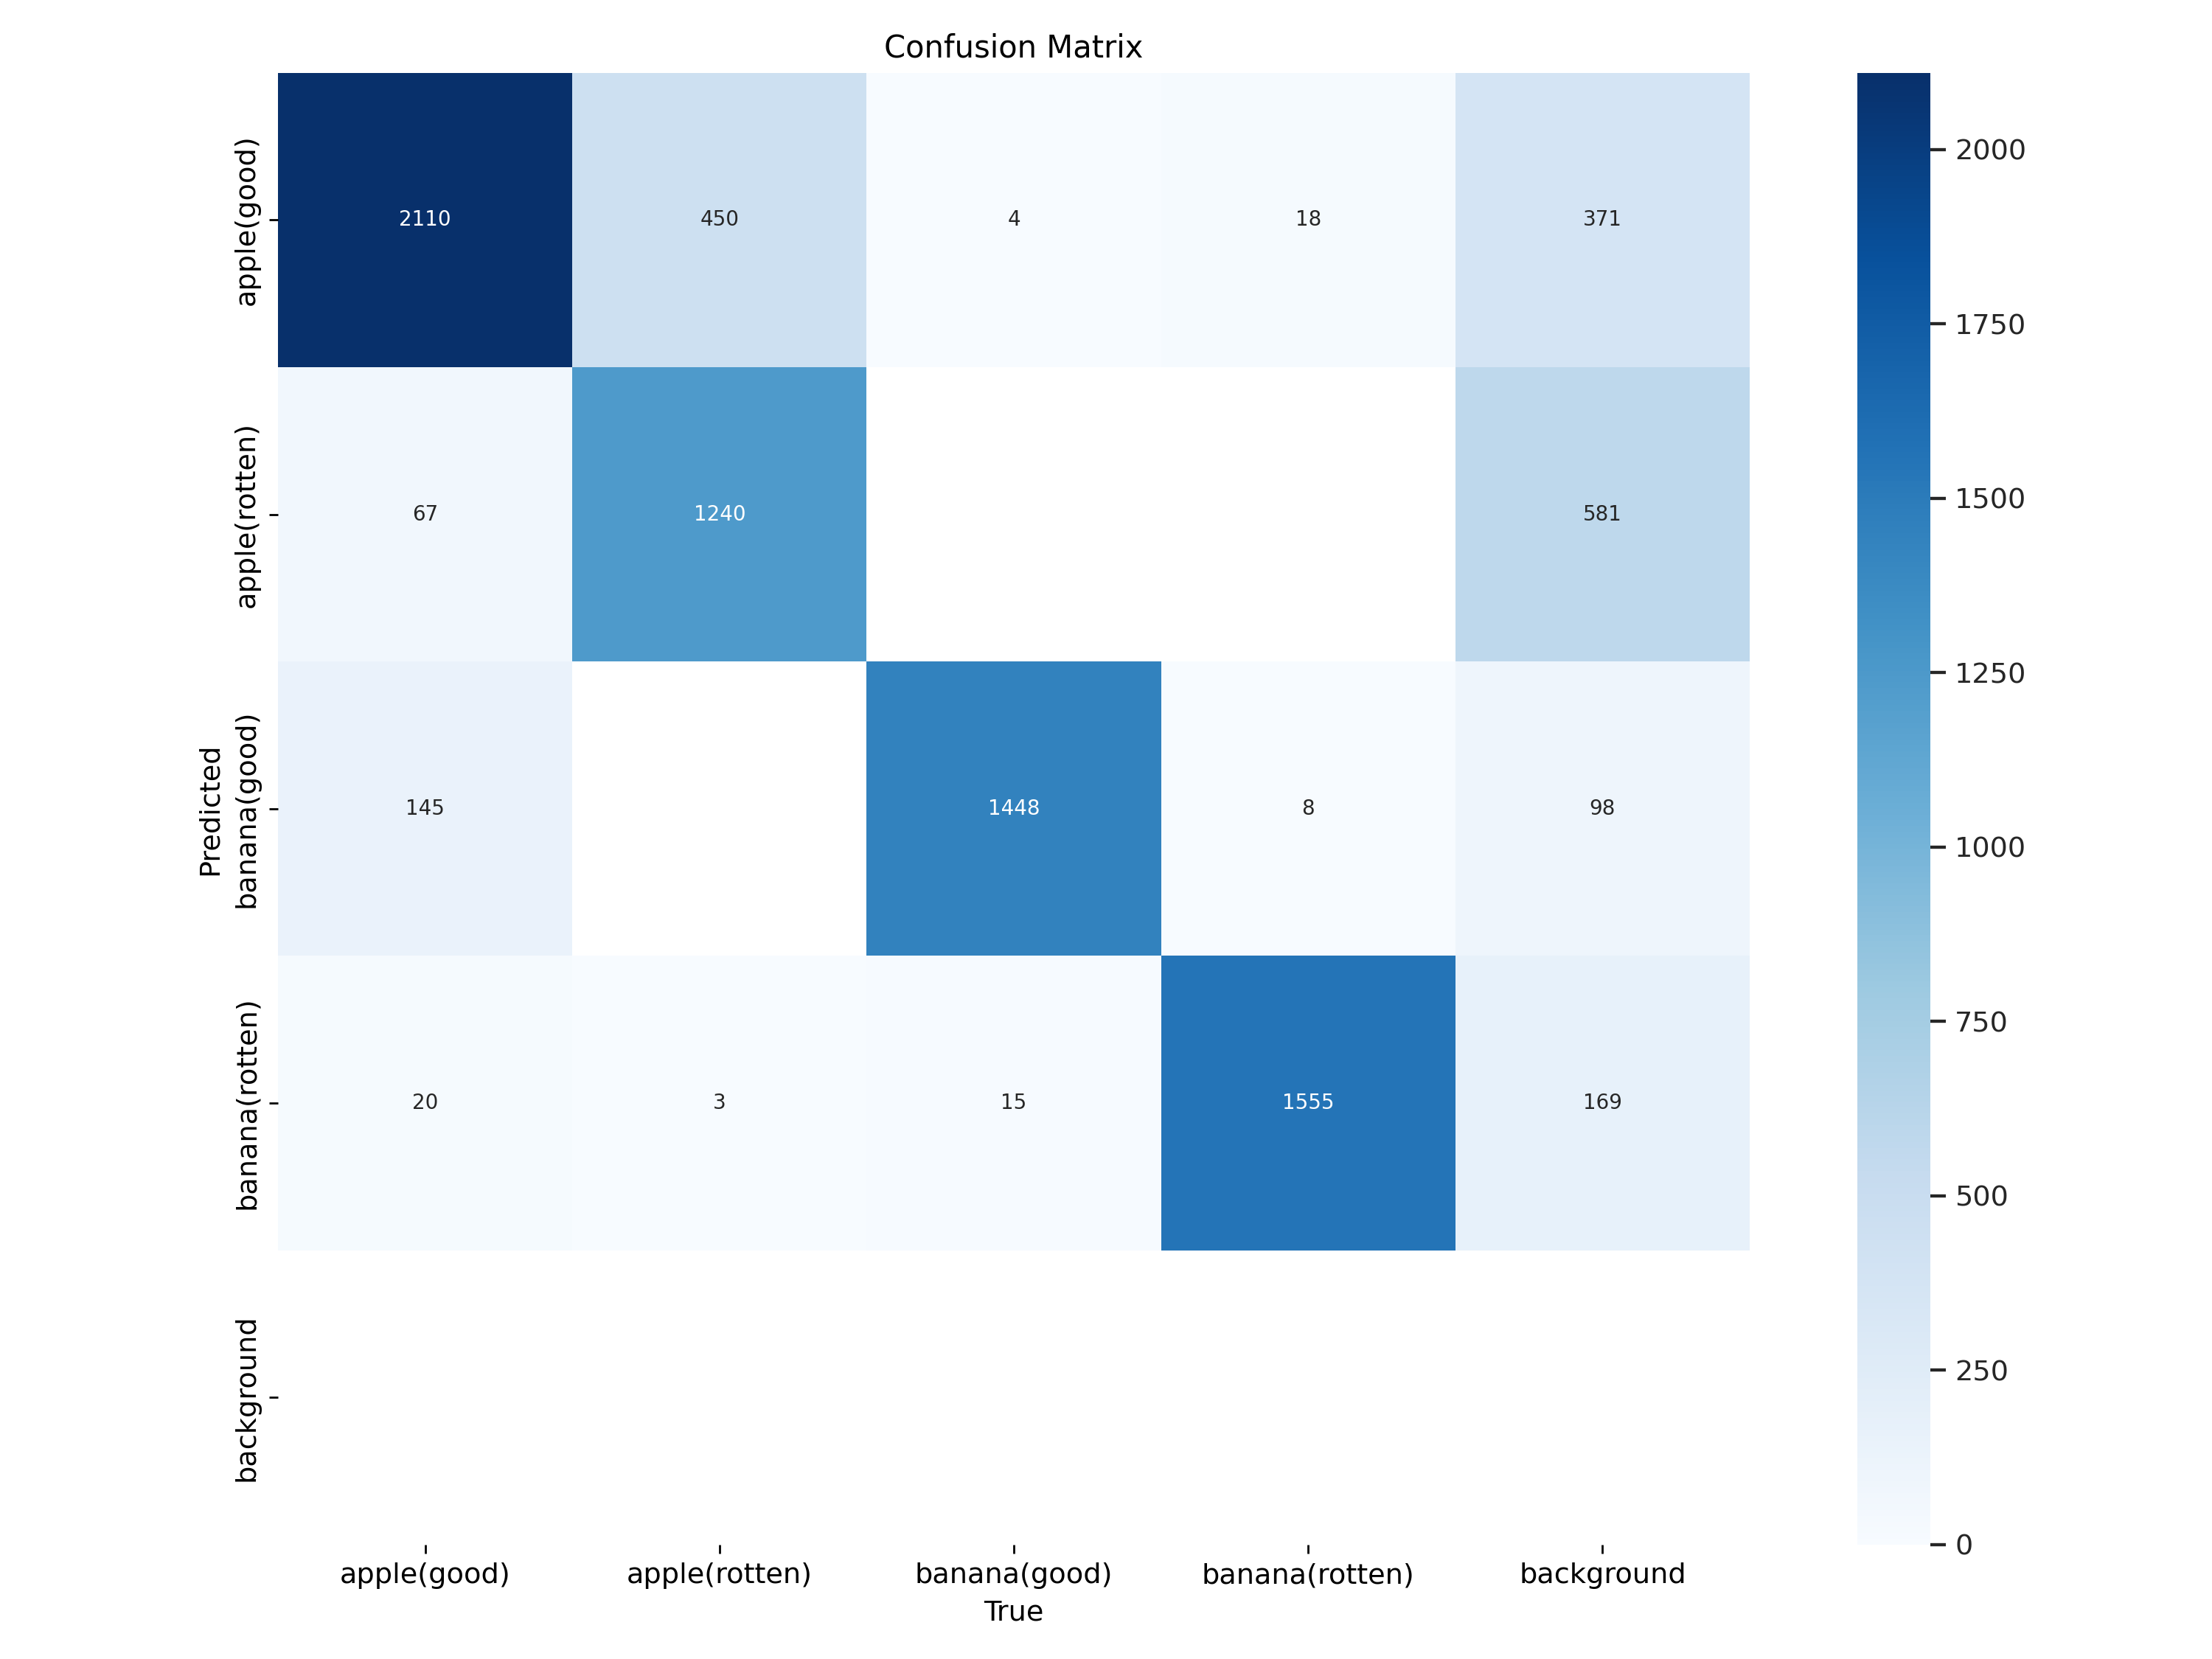 Confusion Matrix
apple(good)
2110 450 4 18 371
apple(rotten)
67 1240 581
banana(good)
145 1448 8 98
banana(rotten)
20 3 15 1555 169
background
Predicted
apple(good) apple(rotten) banana(good) banana(rotten) background
True
2000
1750
1500
1250
1000
750
500
250
0